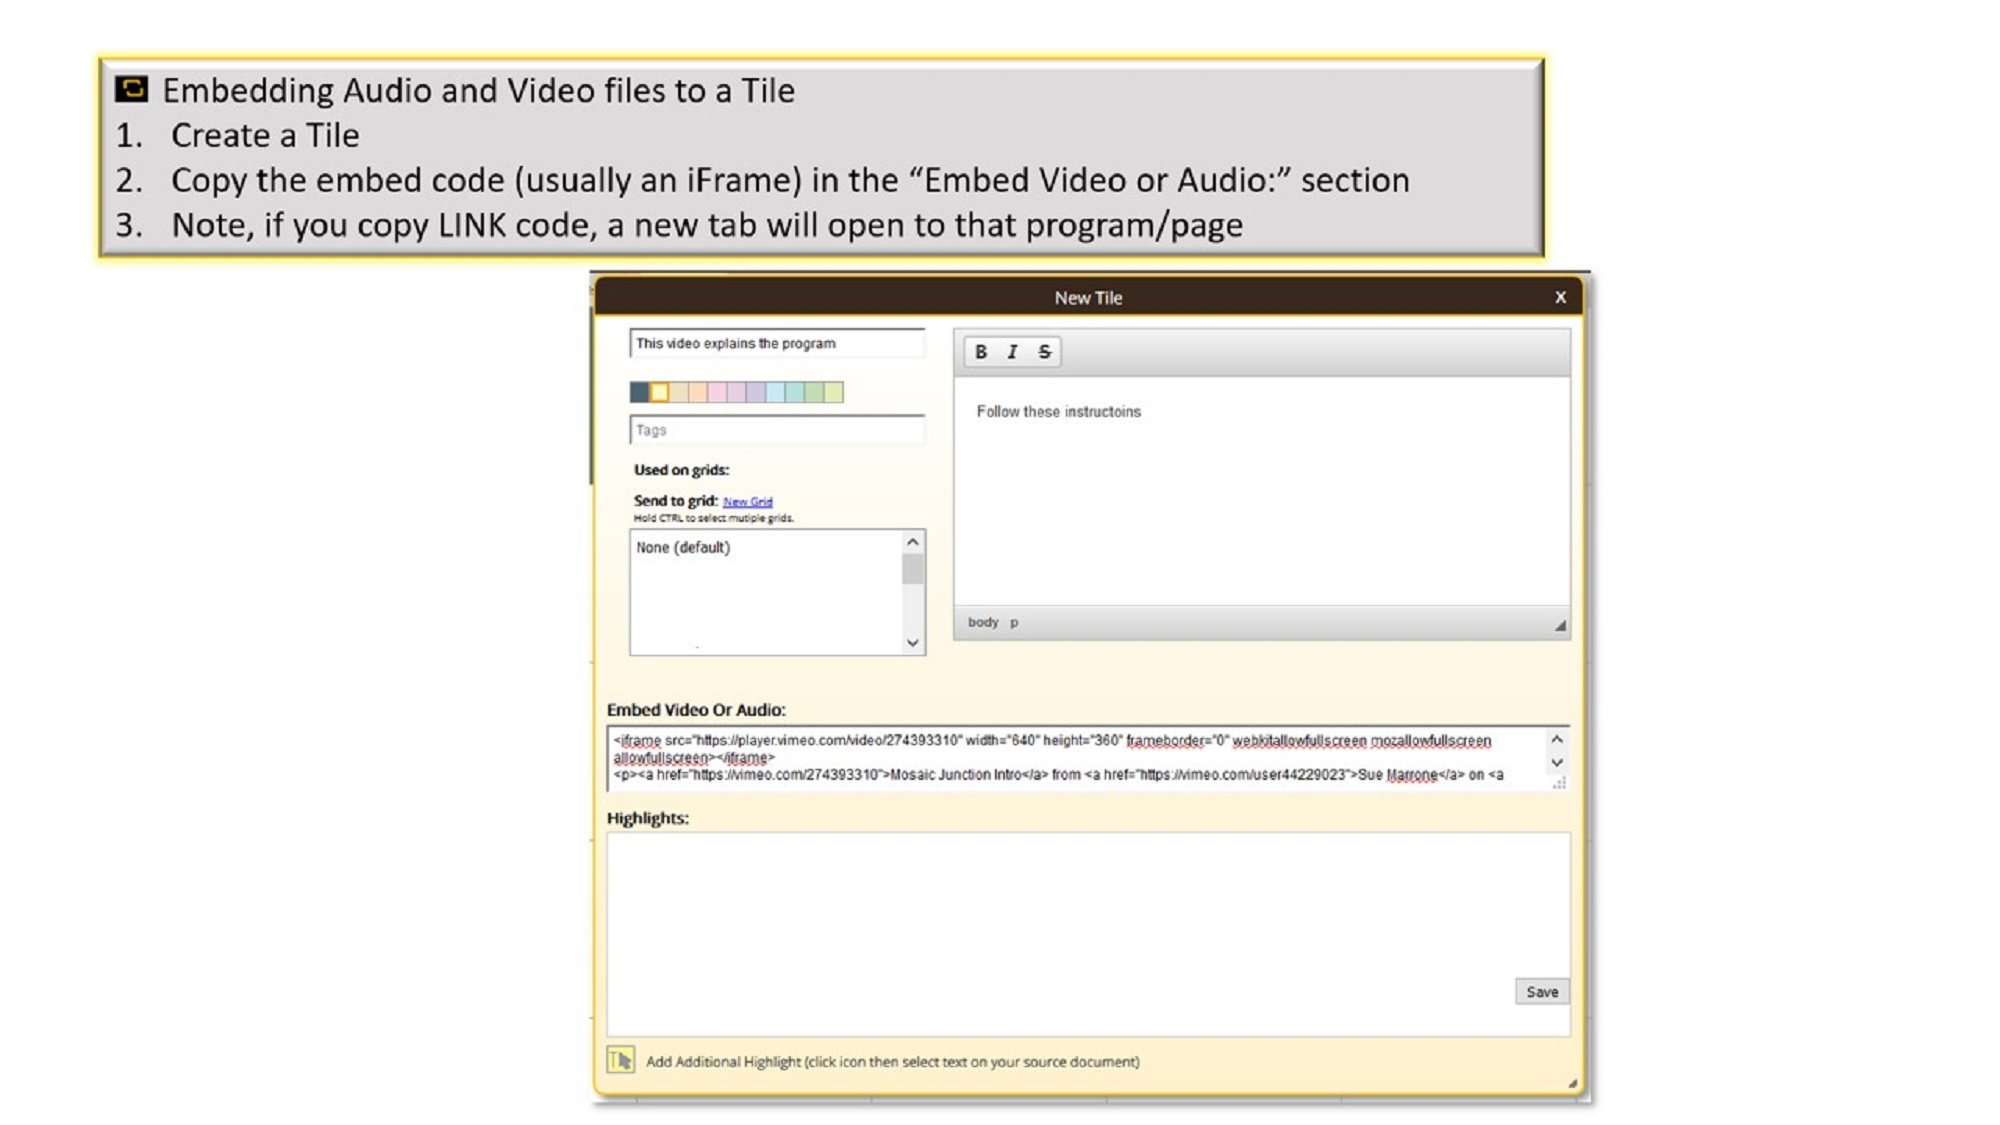 Embedding Audio and Video files to a Tile
1. Create a Tile
2. Copy the embed code (usually an iFrame) in the “Embed Video or Audio:” section
3. Note, if you copy LINK code, a new tab will open to that program/page
New Tile X
This video explains the program
B I S
Follow these instructoins
Tags
Used on grids:
Send to grid: New Grid
Hold CTRL to select mutiple grids.
None (default)
body p
Embed Video Or Audio:
<iframe src="https://player.vimeo.com/video/274393310" width="640" height="360" frameborder="0" webkitallowfullscreen mozallowfullscreen
allowfullscreen></iframe>
<p><a href="https://vimeo.com/274393310">Mosaic Junction Intro</a> from <a href="https://vimeo.com/user44229023">Sue Marrone</a> on <a
Highlights:
Save
Add Additional Highlight (click icon then select text on your source document)